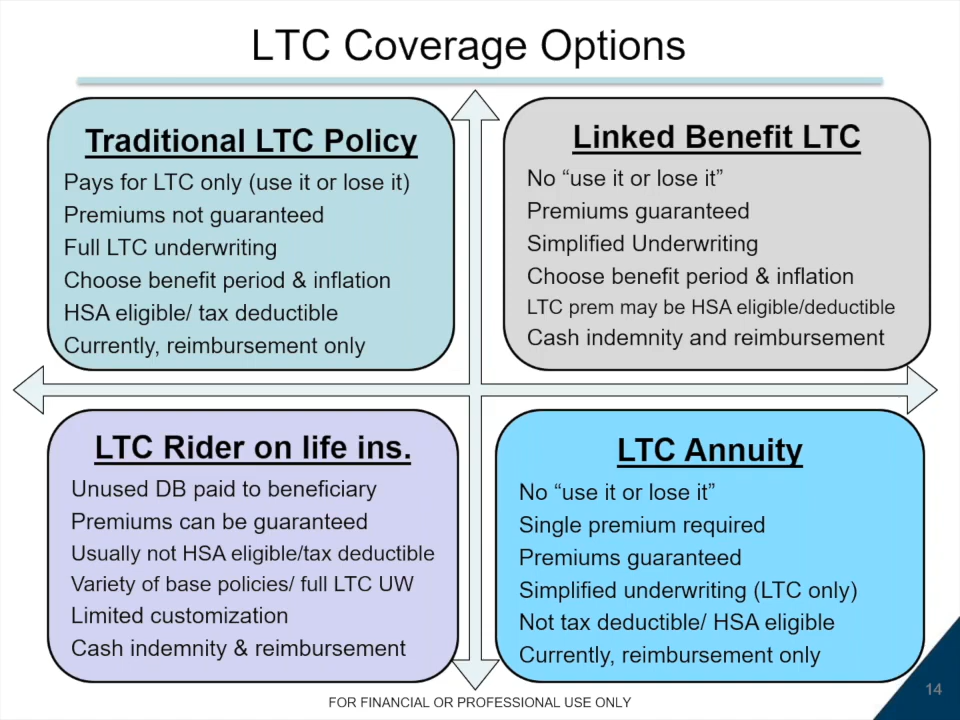 LTC Coverage Options
Traditional LTC Policy
Pays for LTC only (use it or lose it)
Premiums not guaranteed
Full LTC underwriting
Choose benefit period & inflation
HSA eligible/ tax deductible
Currently, reimbursement only
Linked Benefit LTC
No “use it or lose it”
Premiums guaranteed
Simplified Underwriting
Choose benefit period & inflation
LTC prem may be HSA eligible/deductible
Cash indemnity and reimbursement
LTC Rider on life ins.
Unused DB paid to beneficiary
Premiums can be guaranteed
Usually not HSA eligible/tax deductible
Variety of base policies/ full LTC UW
Limited customization
Cash indemnity & reimbursement
LTC Annuity
No “use it or lose it”
Single premium required
Premiums guaranteed
Simplified underwriting (LTC only)
Not tax deductible/ HSA eligible
Currently, reimbursement only
FOR FINANCIAL OR PROFESSIONAL USE ONLY
14